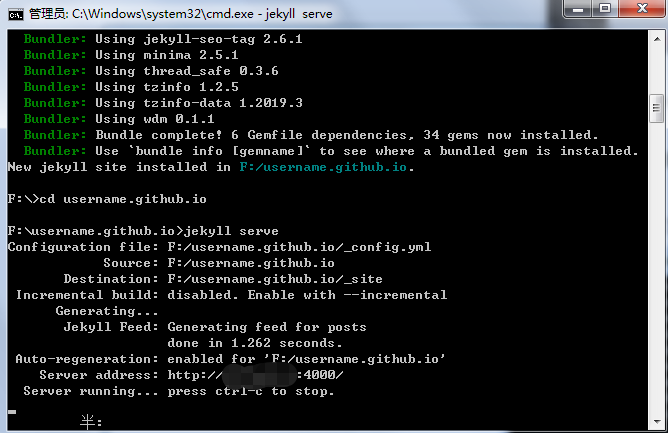 管理员: C:\Windows\system32\cmd.exe - jekyll  serve
Bundler: Using jekyll-seo-tag 2.6.1
Bundler: Using minima 2.5.1
Bundler: Using thread_safe 0.3.6
Bundler: Using tzinfo 1.2.5
Bundler: Using tzinfo-data 1.2019.3
Bundler: Using wdm 0.1.1
Bundler: Bundle complete! 6 Gemfile dependencies, 34 gems now installed.
Bundler: Use `bundle info [gemname]` to see where a bundled gem is installed.
New jekyll site installed in F:/username.github.io.
F:\>cd username.github.io
F:\username.github.io>jekyll serve
Configuration file: F:/username.github.io/_config.yml
Source: F:/username.github.io
Destination: F:/username.github.io/_site
Incremental build: disabled. Enable with --incremental
Generating...
Jekyll Feed: Generating feed for posts
done in 1.262 seconds.
Auto-regeneration: enabled for 'F:/username.github.io'
Server address: http:// :4000/
Server running... press ctrl-c to stop.
半: